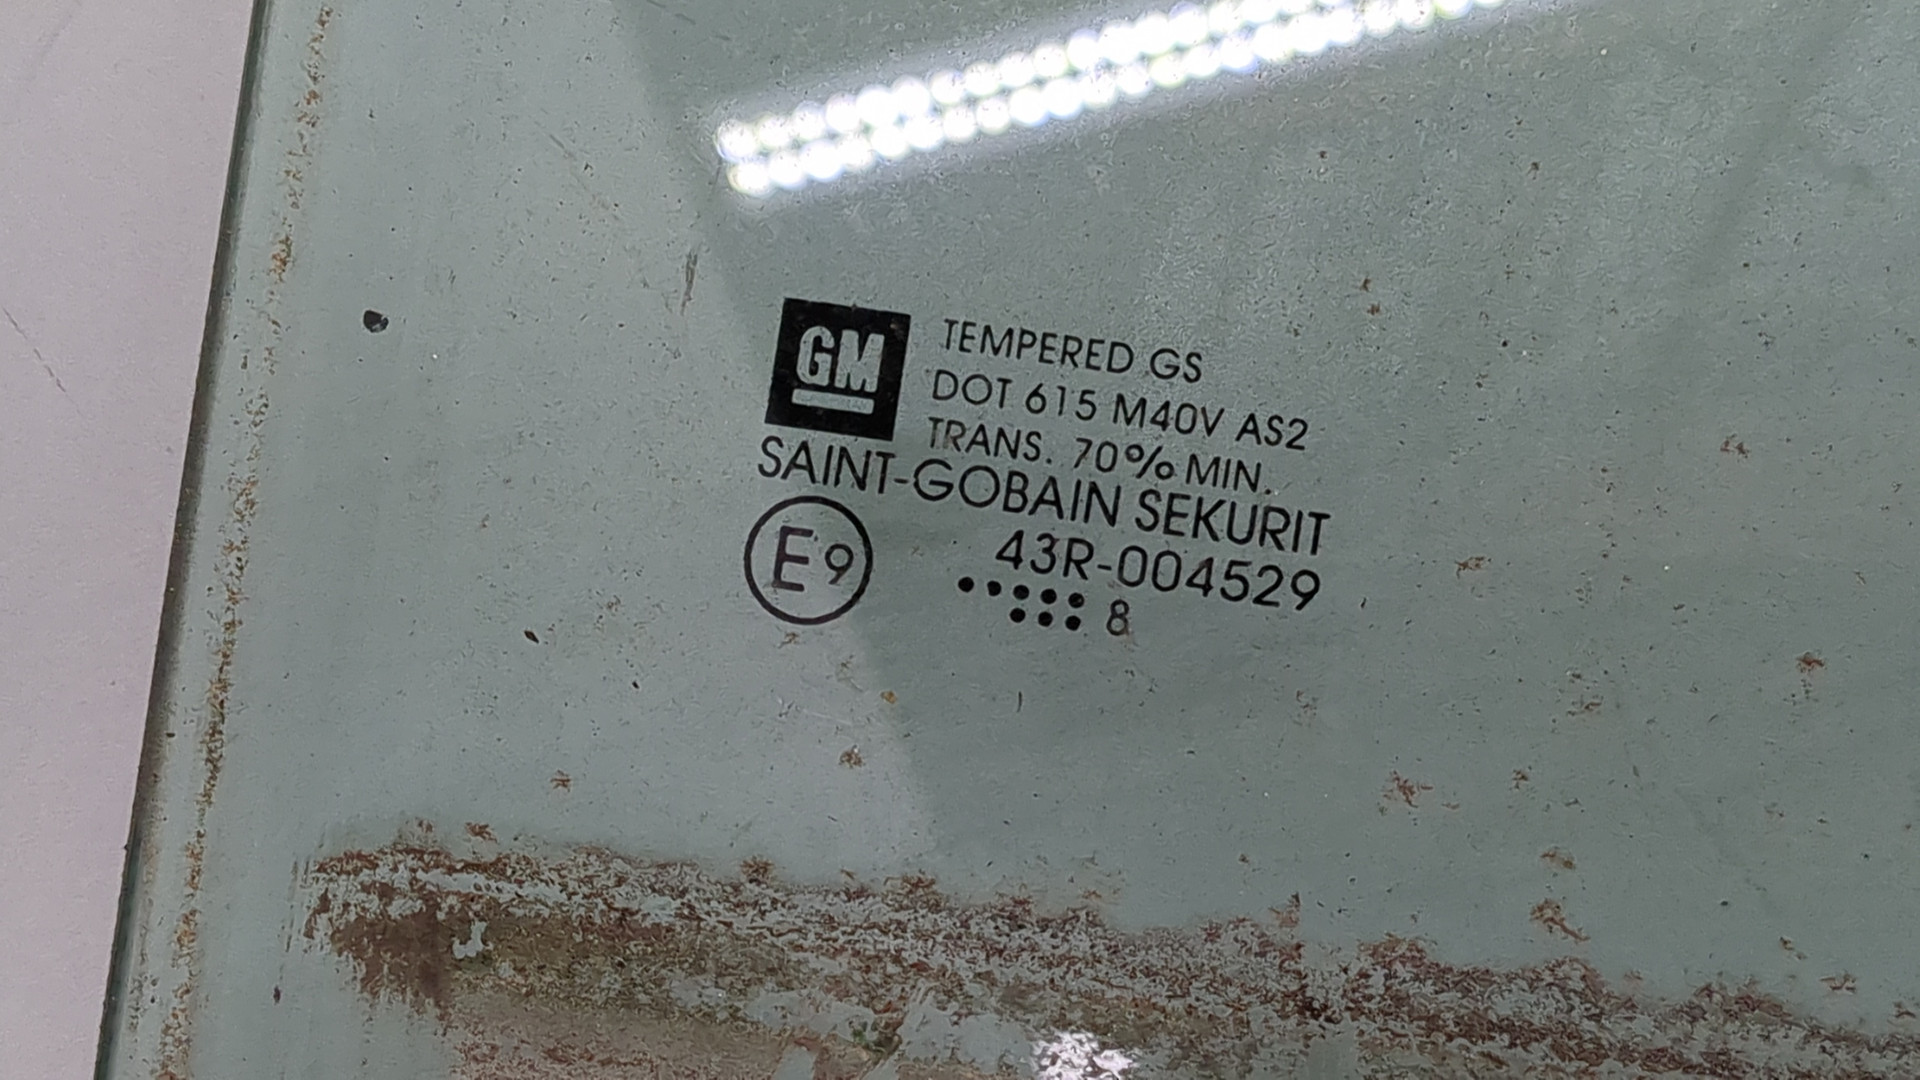 GM
TEMPERED GS
DOT 615 M40V AS2
TRANS. 70% MIN.
SAINT-GOBAIN SEKURIT
E9
43R-004529
8